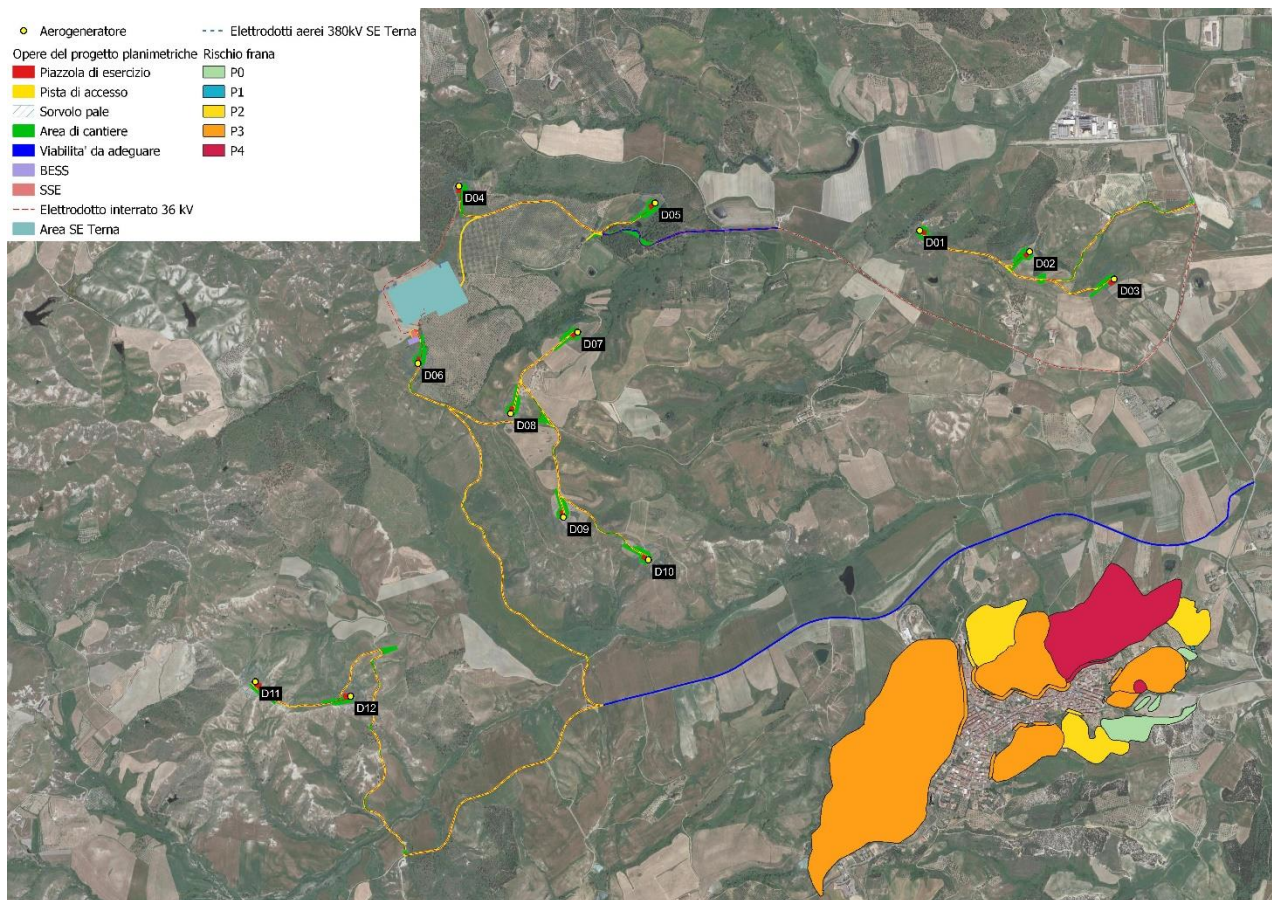 Aerogeneratore
Elettrodotti aerei 380kV SE Terna
Opere del progetto planimetriche
Rischio frana
Piazzola di esercizio
P0
Pista di accesso
P1
Sorvolo pale
P2
Area di cantiere
P3
Viabilita' da adeguare
P4
BESS
SSE
Elettrodotto interrato 36 kV
Area SE Terna
D04
D05
D01
D02
D03
D07
D06
D08
D09
D10
D11
D12